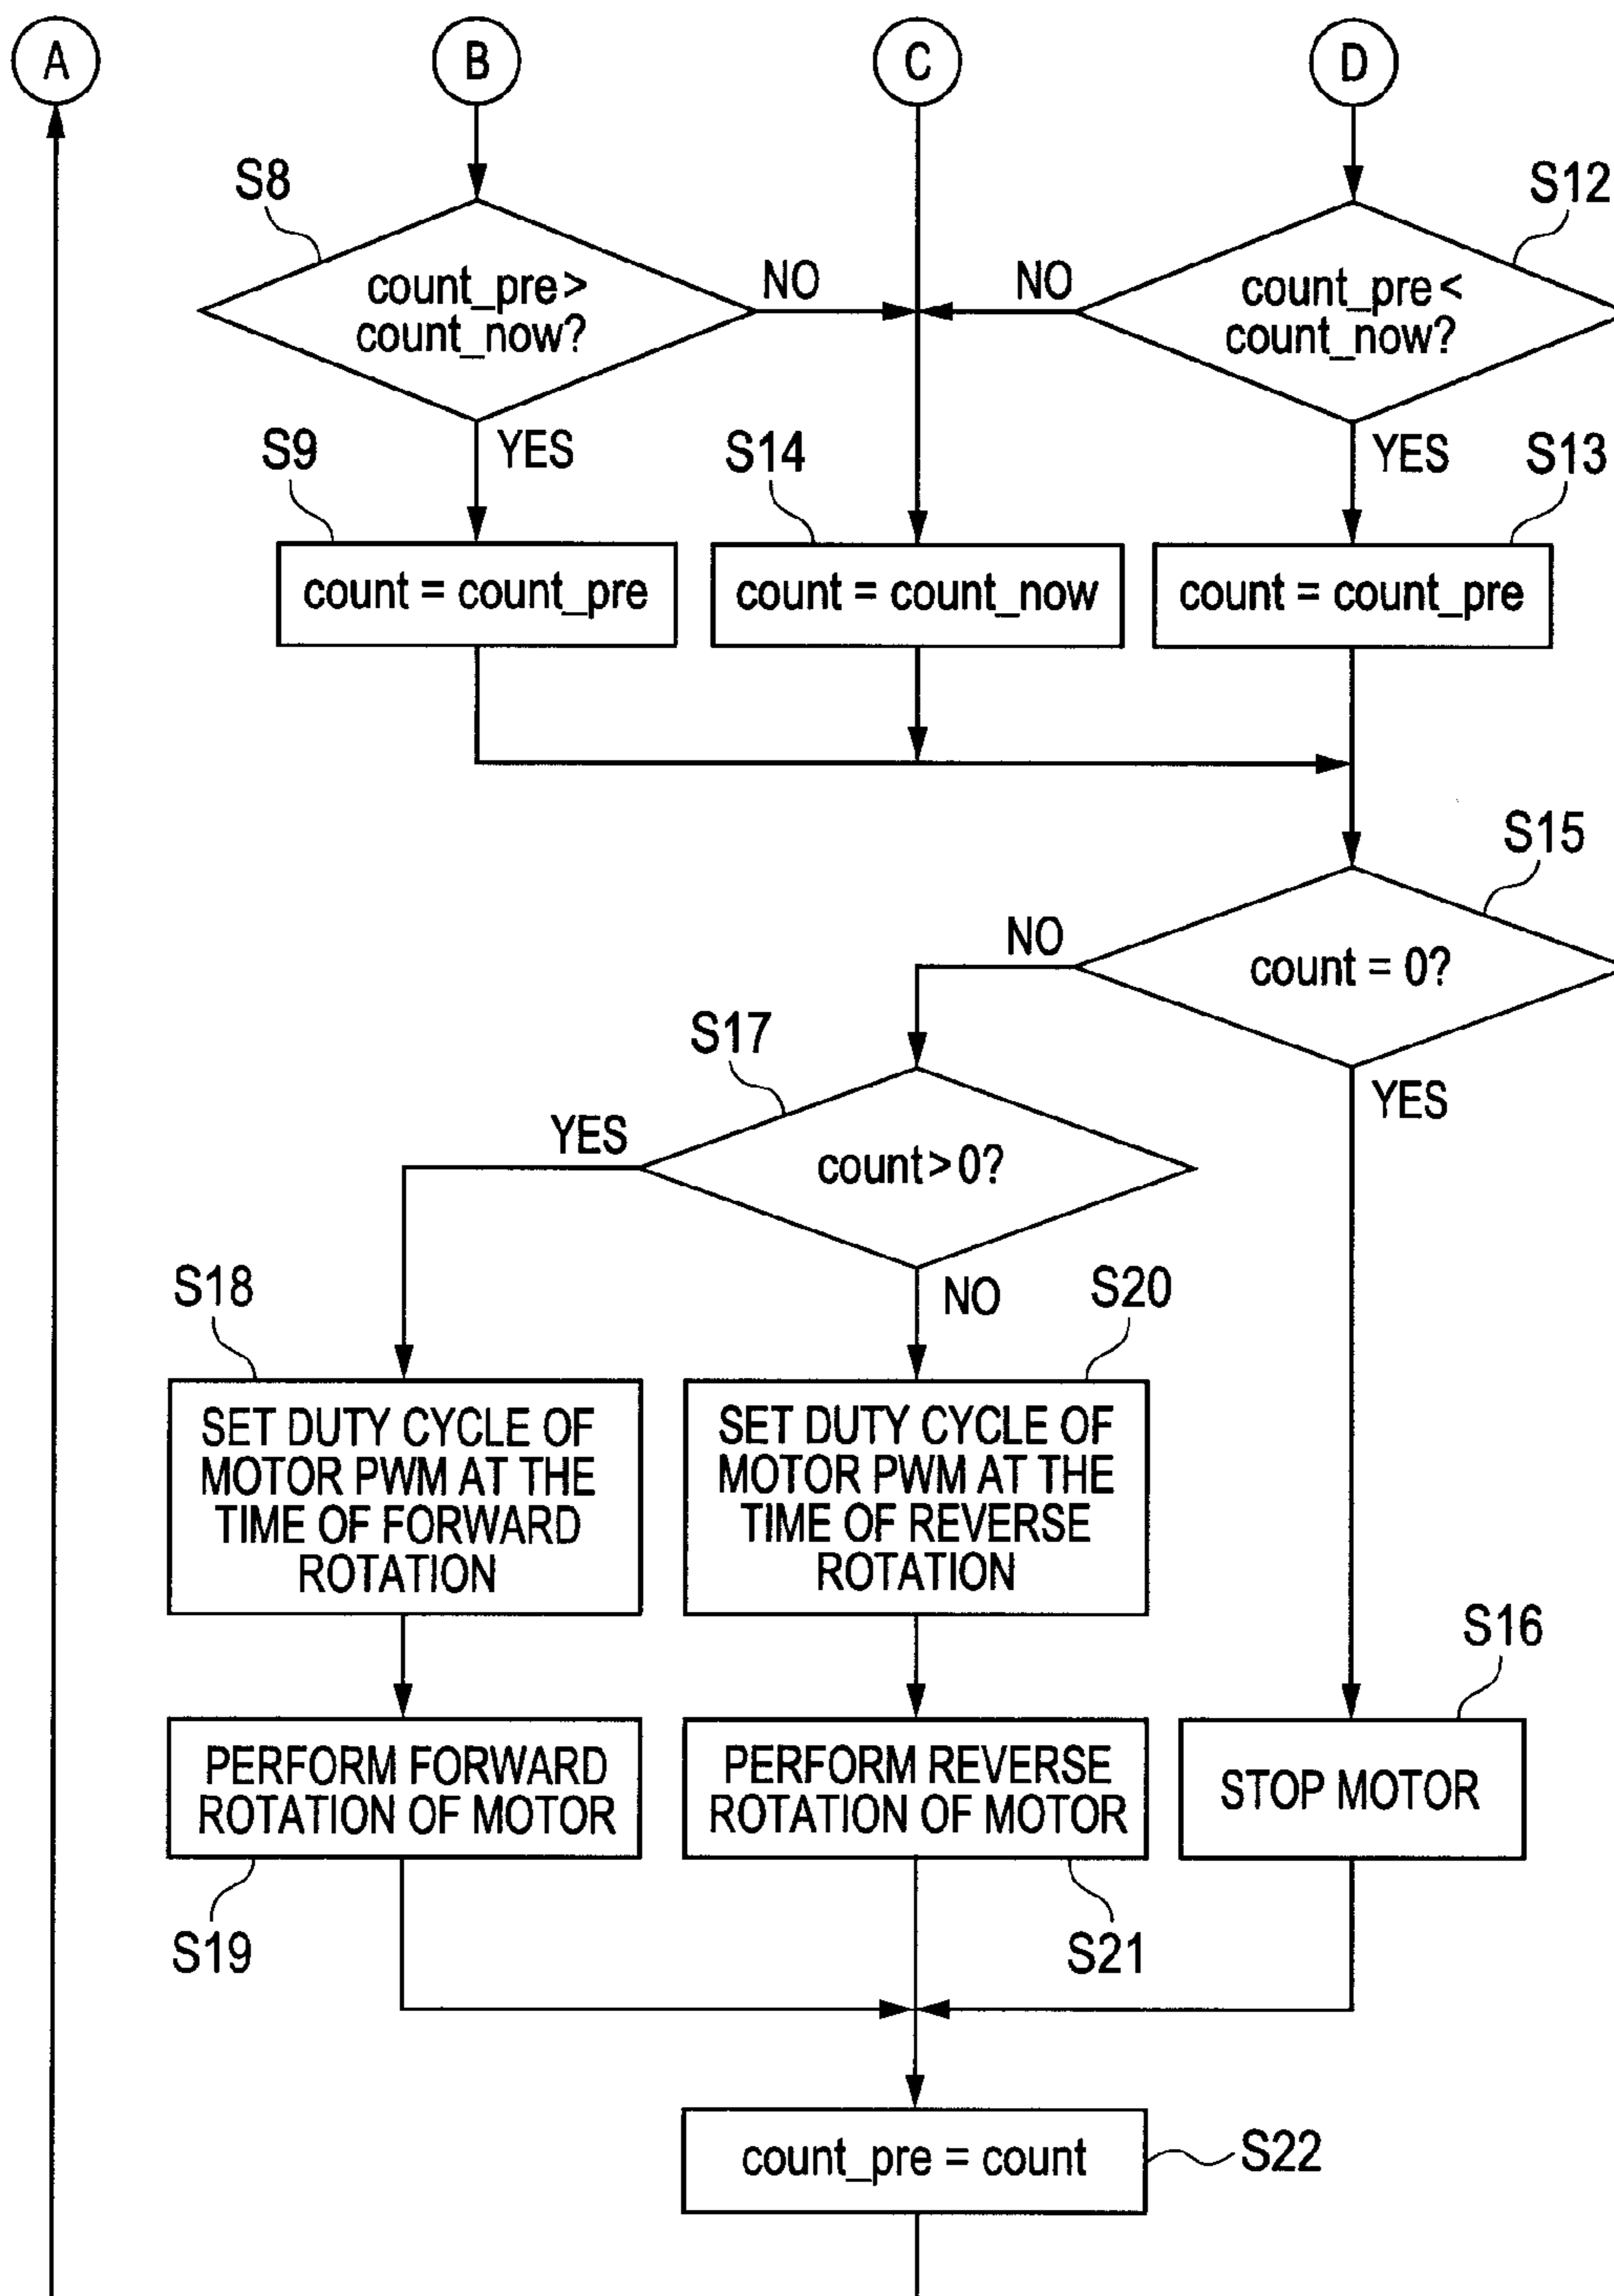 A
B
C
D
S8
S12
count_pre >
count_now?
NO
NO
count_pre <
count_now?
S9
YES
S14
YES
S13
count = count_pre
count = count_now
count = count_pre
S15
NO
count = 0?
S17
YES
YES
count > 0?
S18
NO
S20
SET DUTY CYCLE OF
MOTOR PWM AT THE
TIME OF FORWARD
ROTATION
SET DUTY CYCLE OF
MOTOR PWM AT THE
TIME OF REVERSE
ROTATION
S16
PERFORM FORWARD
ROTATION OF MOTOR
PERFORM REVERSE
ROTATION OF MOTOR
STOP MOTOR
S19
S21
count_pre = count
S22